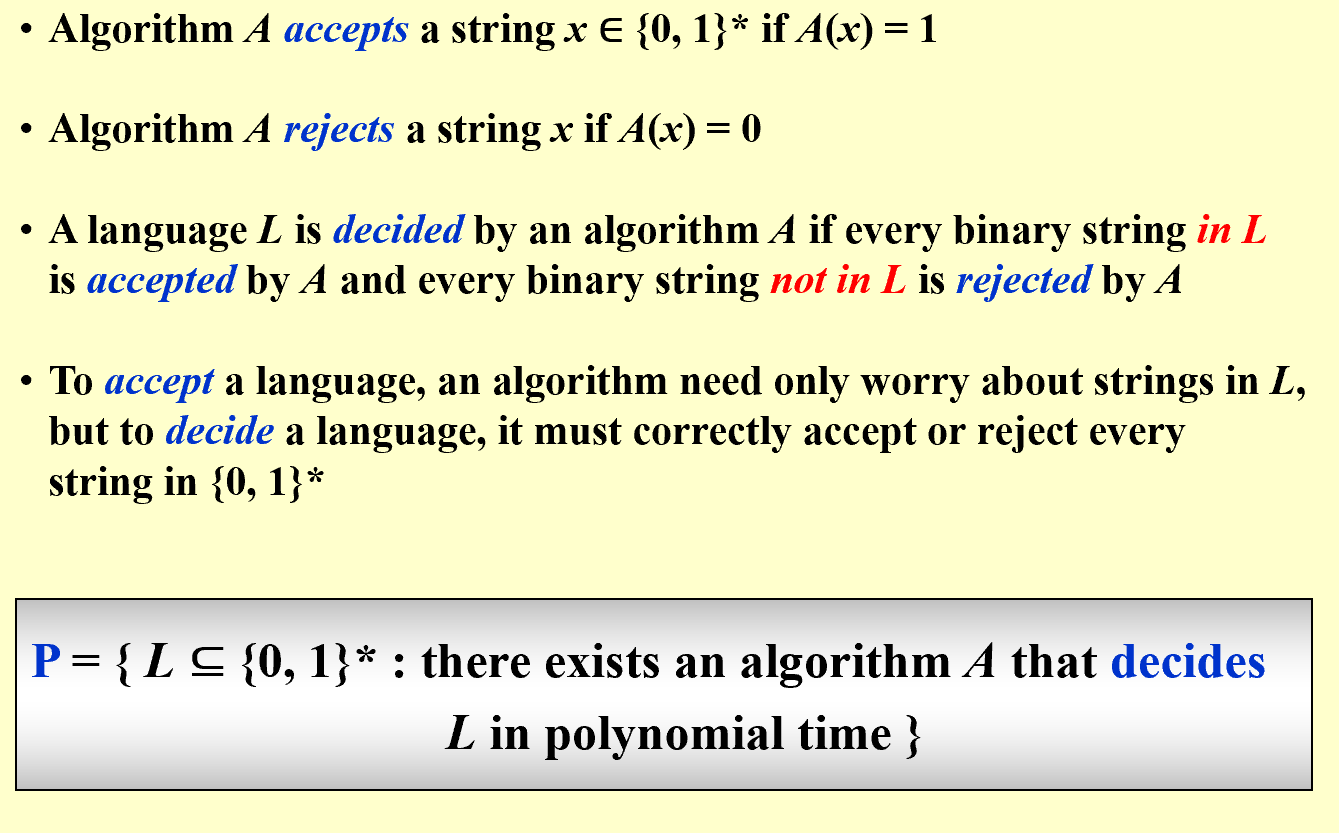 • Algorithm A accepts a string x ∈ {0, 1}* if A(x) = 1
• Algorithm A rejects a string x if A(x) = 0
• A language L is decided by an algorithm A if every binary string in L
is accepted by A and every binary string not in L is rejected by A
• To accept a language, an algorithm need only worry about strings in L,
but to decide a language, it must correctly accept or reject every
string in {0, 1}*
P = { L ⊆ {0, 1}* : there exists an algorithm A that decides
L in polynomial time }